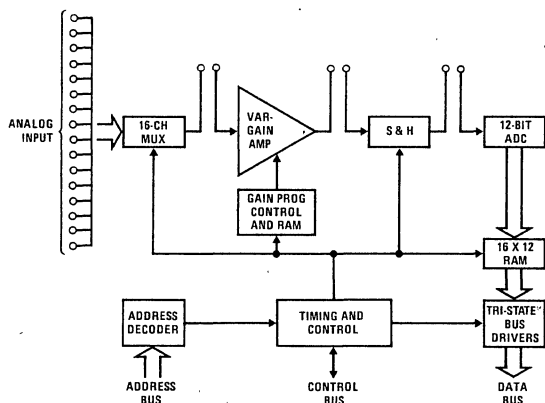 ANALOG
INPUT
16-CH
MUX
VAR-
GAIN
AMP
S & H
12-BIT
ADC
GAIN PROG
CONTROL
AND RAM
16 X 12
RAM
ADDRESS
DECODER
TIMING AND
CONTROL
TRI-STATE™
BUS
DRIVERS
ADDRESS
BUS
CONTROL
BUS
DATA
BUS